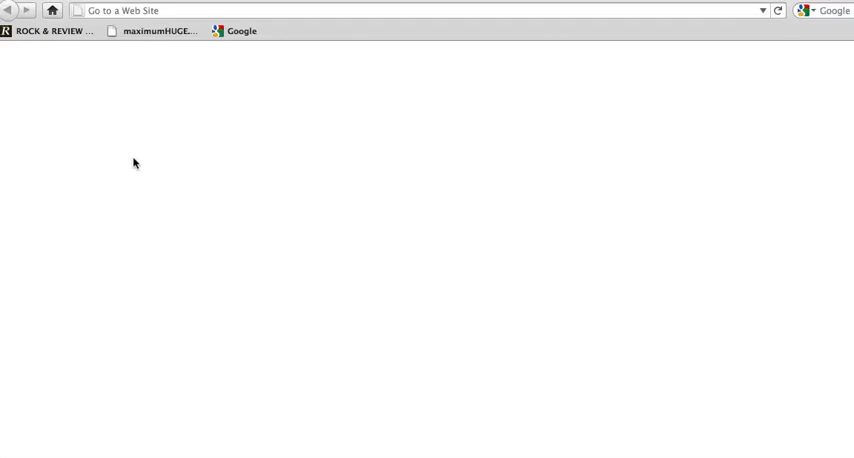 Go to a Web Site
Google
ROCK & REVIEW ...
maximumHUGE....
Google